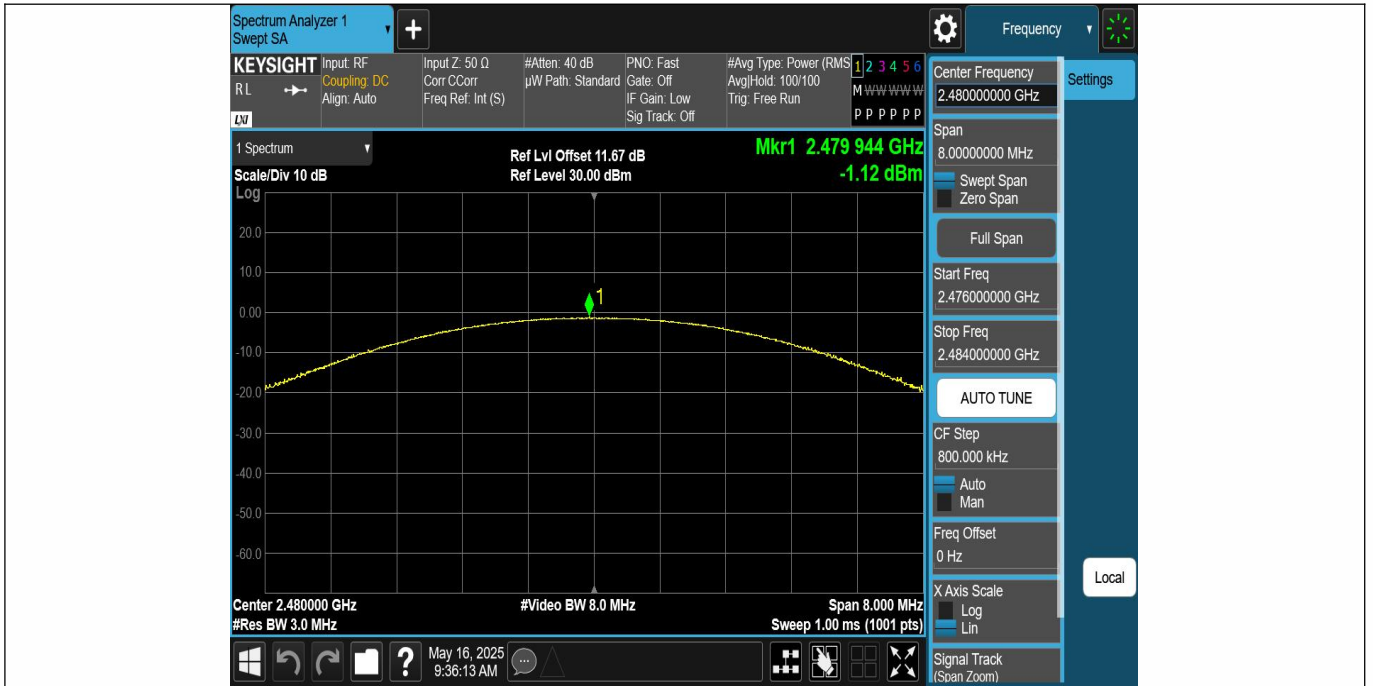 Spectrum Analyzer 1
Swept SA
Frequency
KEYSIGHT
R L
LXI
Input: RF
Coupling: DC
Align: Auto
Input Z: 50 Ω
Corr CCorr
Freq Ref: Int (S)
#Atten: 40 dB
µW Path: Standard
PNO: Fast
Gate: Off
IF Gain: Low
Sig Track: Off
#Avg Type: Power (RMS
Avg|Hold: 100/100
Trig: Free Run
1 2 3 4 5 6
M W W W W W
P P P P P P
1 Spectrum
Scale/Div 10 dB
Ref Lvl Offset 11.67 dB
Ref Level 30.00 dBm
Mkr1 2.479 944 GHz
-1.12 dBm
Log
20.0
10.0
0.00
-10.0
-20.0
-30.0
-40.0
-50.0
-60.0
1
Center 2.480000 GHz
#Res BW 3.0 MHz
#Video BW 8.0 MHz
Span 8.000 MHz
Sweep 1.00 ms (1001 pts)
May 16, 2025
9:36:13 AM
Center Frequency
2.480000000 GHz
Settings
Span
8.00000000 MHz
Swept Span
Zero Span
Full Span
Start Freq
2.476000000 GHz
Stop Freq
2.484000000 GHz
AUTO TUNE
CF Step
800.000 kHz
Auto
Man
Freq Offset
0 Hz
Local
X Axis Scale
Log
Lin
Signal Track
(Span Zoom)